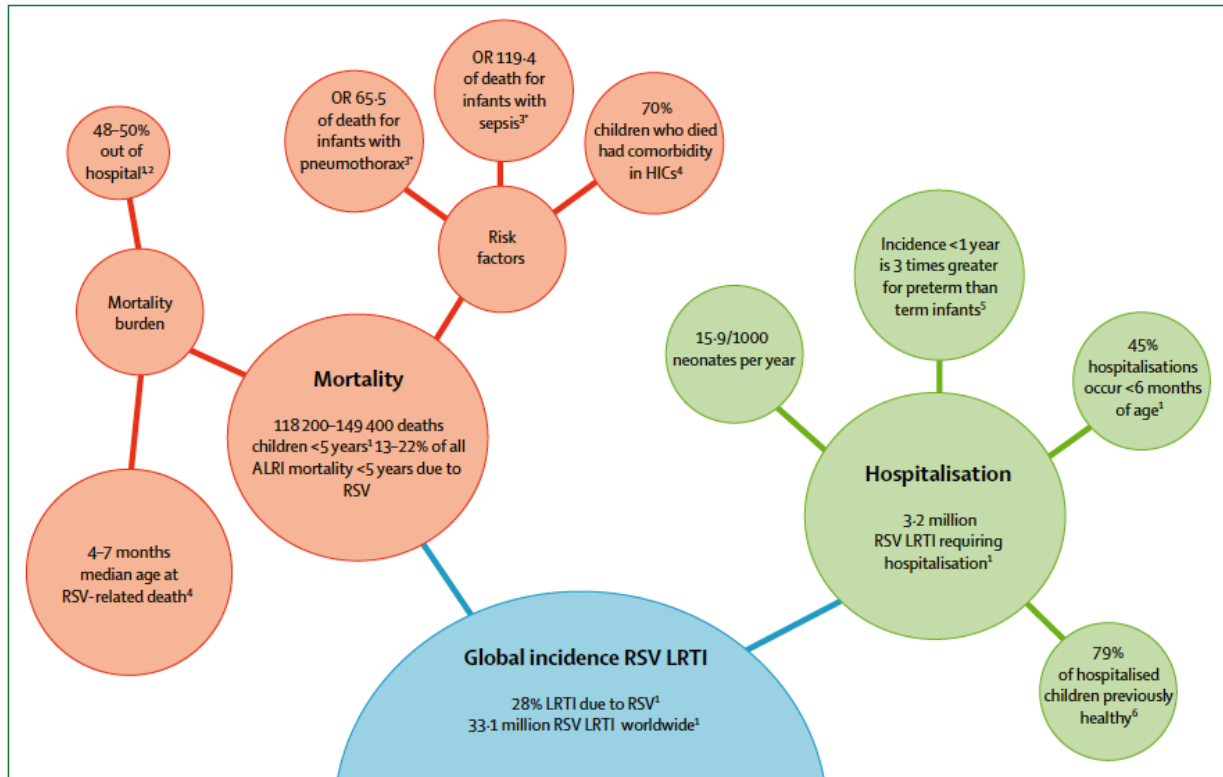 48–50%
out of
hospital¹,²
OR 65·5
of death for
infants with
pneumothorax³*
OR 119·4
of death for
infants with
sepsis³*
70%
children who died
had comorbidity
in HICs⁴
Risk
factors
Mortality
burden
Mortality
118 200–149 400 deaths
children <5 years¹ 13–22% of all
ALRI mortality <5 years due to
RSV
4–7 months
median age at
RSV-related death⁴
Incidence <1 year
is 3 times greater
for preterm than
term infants⁵
15·9/1000
neonates per year
45%
hospitalisations
occur <6 months
of age¹
Hospitalisation
3·2 million
RSV LRTI requiring
hospitalisation¹
79%
of hospitalised
children previously
healthy⁶
Global incidence RSV LRTI
28% LRTI due to RSV¹
33·1 million RSV LRTI worldwide¹